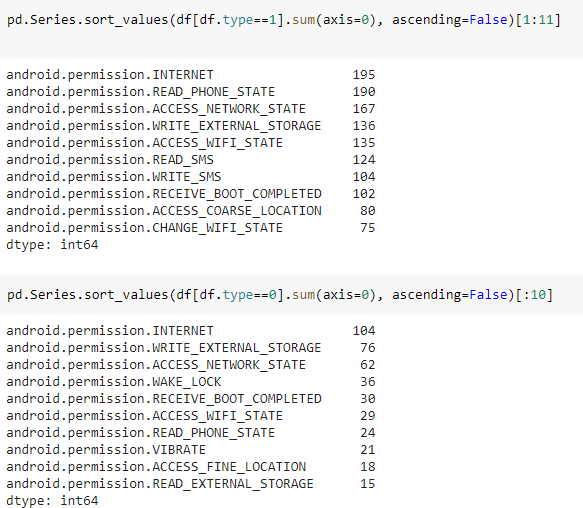 pd.Series.sort_values(df[df.type==1].sum(axis=0), ascending=False)[1:11]
android.permission.INTERNET 195
android.permission.READ_PHONE_STATE 190
android.permission.ACCESS_NETWORK_STATE 167
android.permission.WRITE_EXTERNAL_STORAGE 136
android.permission.ACCESS_WIFI_STATE 135
android.permission.READ_SMS 124
android.permission.WRITE_SMS 104
android.permission.RECEIVE_BOOT_COMPLETED 102
android.permission.ACCESS_COARSE_LOCATION 80
android.permission.CHANGE_WIFI_STATE 75
dtype: int64
pd.Series.sort_values(df[df.type==0].sum(axis=0), ascending=False)[:10]
android.permission.INTERNET 104
android.permission.WRITE_EXTERNAL_STORAGE 76
android.permission.ACCESS_NETWORK_STATE 62
android.permission.WAKE_LOCK 36
android.permission.RECEIVE_BOOT_COMPLETED 30
android.permission.ACCESS_WIFI_STATE 29
android.permission.READ_PHONE_STATE 24
android.permission.VIBRATE 21
android.permission.ACCESS_FINE_LOCATION 18
android.permission.READ_EXTERNAL_STORAGE 15
dtype: int64